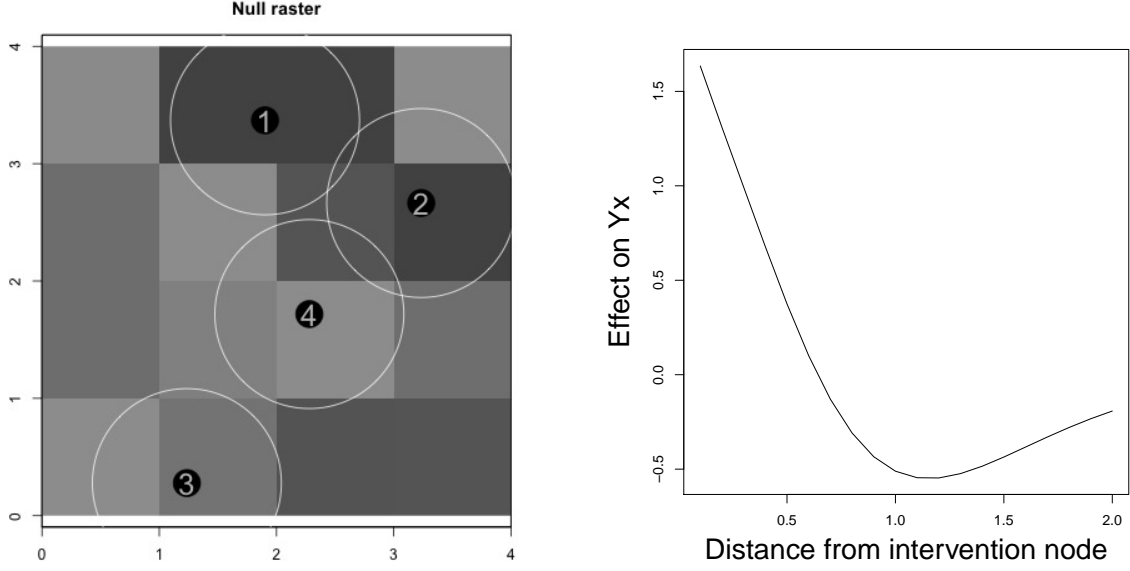 Null raster
4
3
2
1
0
0 1 2 3 4
1
2
4
3
Effect on Yx
1.5
1.0
0.5
0.0
−0.5
0.5 1.0 1.5 2.0
Distance from intervention node